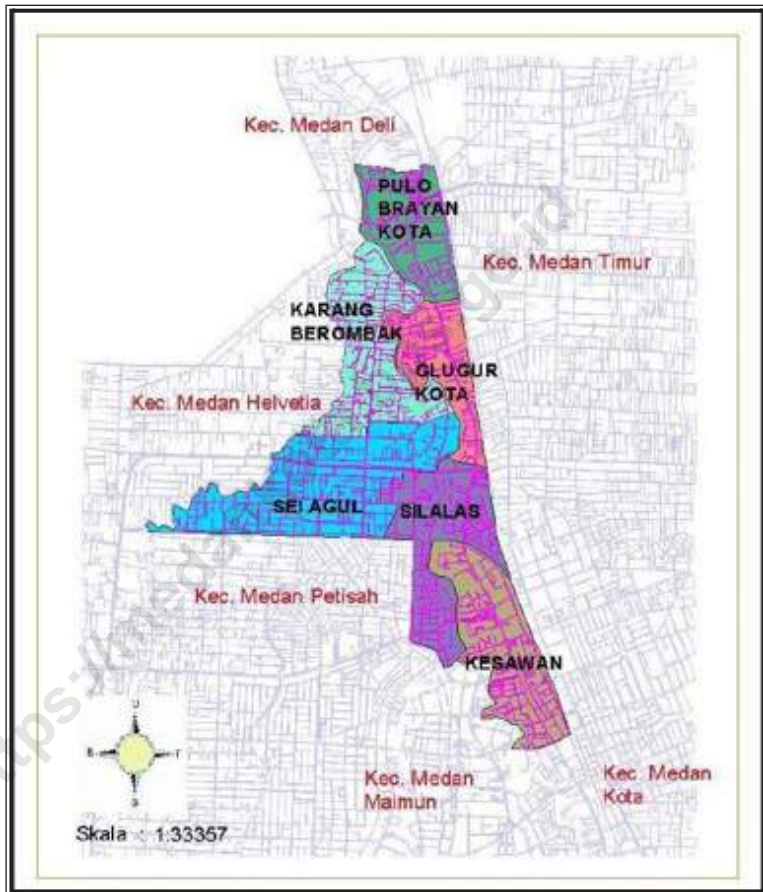 Kec. Medan Deli
PULO
BRAYAN
KOTA
Kec. Medan Timur
KARANG
BEROMBAK
GLUGUR
KOTA
Kec. Medan Helvetia
SEI AGUL
SILALAS
Kec. Medan Petisah
KESAWAN
U
B
T
S
Kec. Medan
Maimun
Kec. Medan
Kota
Skala : 1:33357